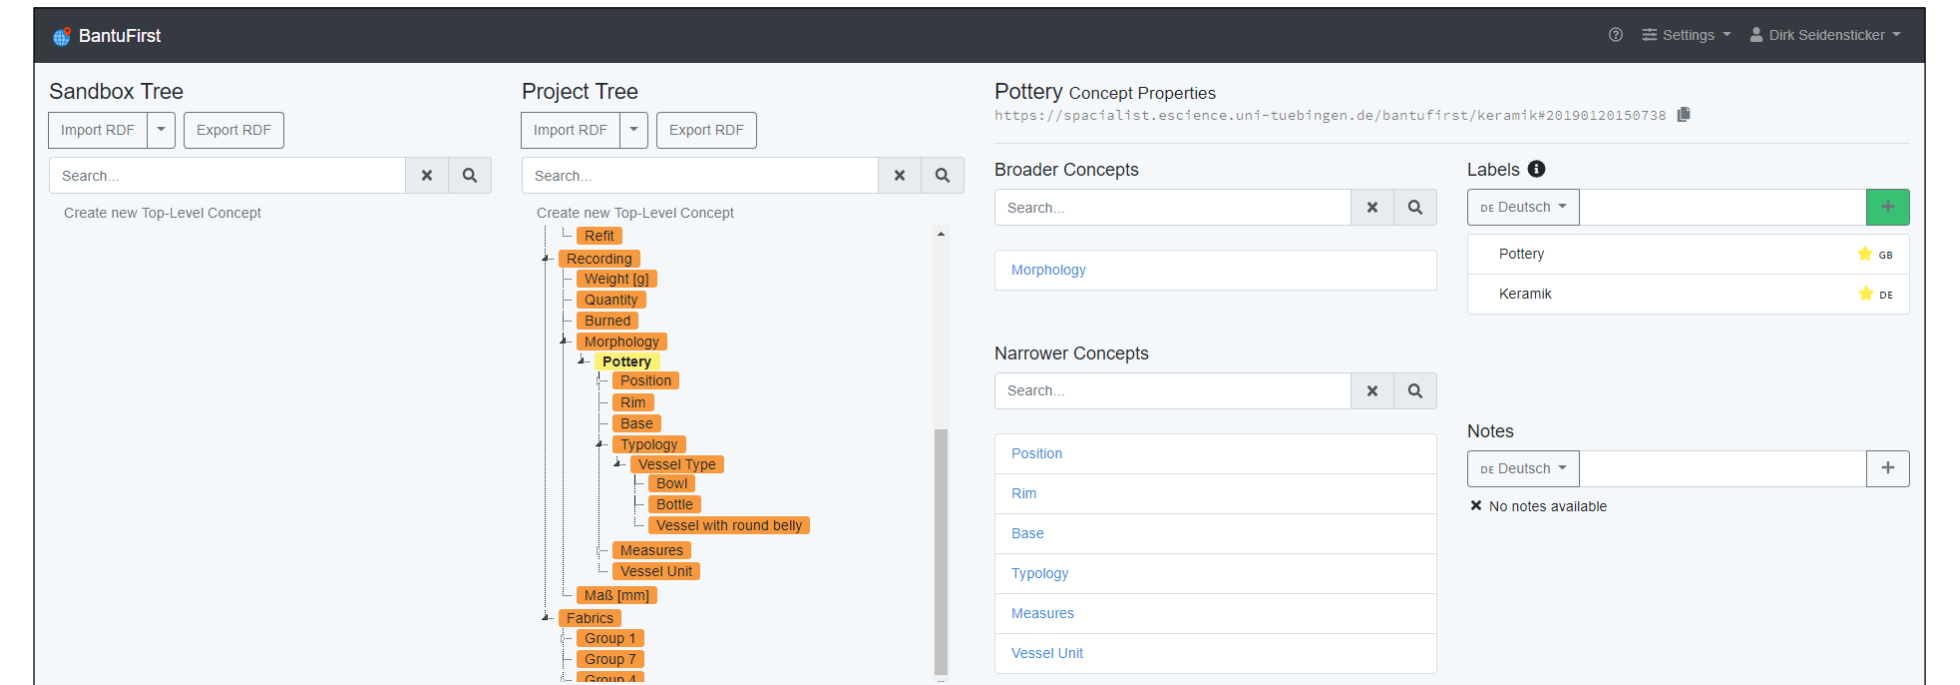 BantuFirst
Settings
Dirk Seidensticker
Sandbox Tree
Import RDF
Export RDF
Search...
Create new Top-Level Concept
Project Tree
Import RDF
Export RDF
Search...
Create new Top-Level Concept
Refit
Recording
Weight [g]
Quantity
Burned
Morphology
Pottery
Position
Rim
Base
Typology
Vessel Type
Bowl
Bottle
Vessel with round belly
Measures
Vessel Unit
Maß [mm]
Fabrics
Group 1
Group 7
Group 4
Pottery Concept Properties
https://spacialist.escience.uni-tuebingen.de/bantufirst/keramik#20190120150738
Broader Concepts
Search...
Morphology
Narrower Concepts
Search...
Position
Rim
Base
Typology
Measures
Vessel Unit
Labels
DE Deutsch
Pottery GB
Keramik DE
Notes
DE Deutsch
No notes available